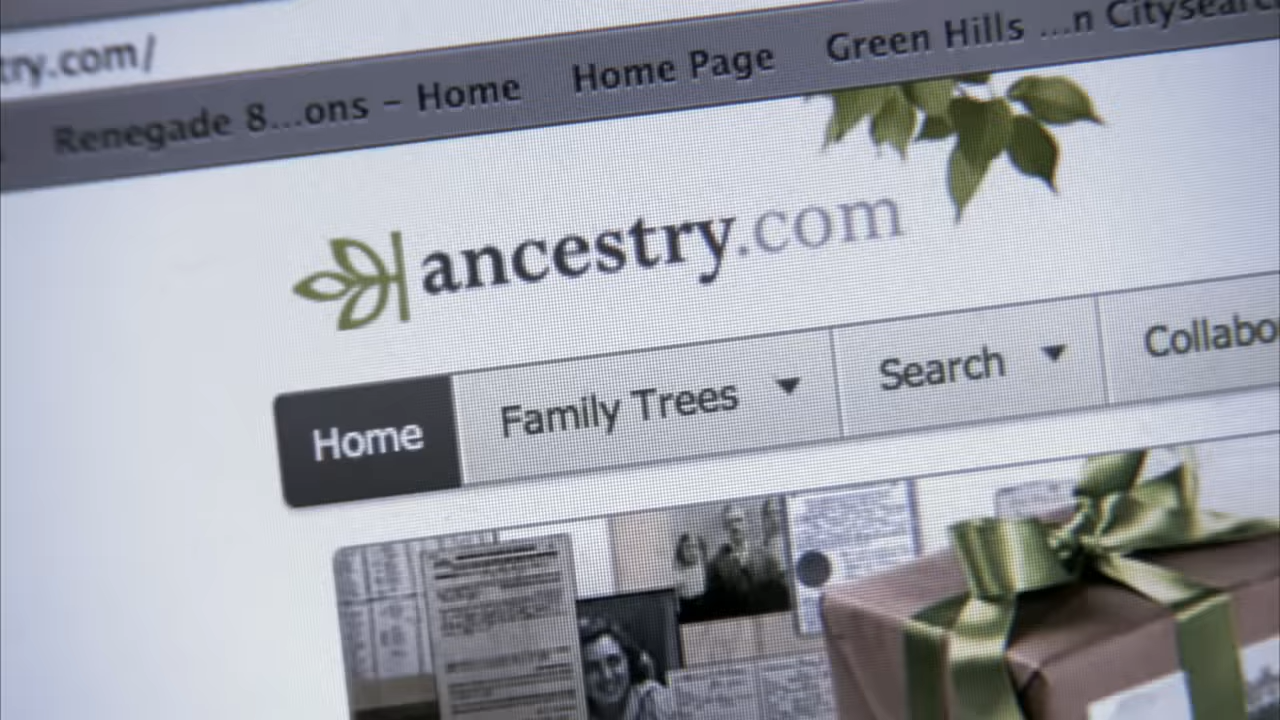 try.com/
Renegade 8...ons – Home Home Page Green Hills ...n Citysearc
ancestry.com
Home Family Trees Search Collabo